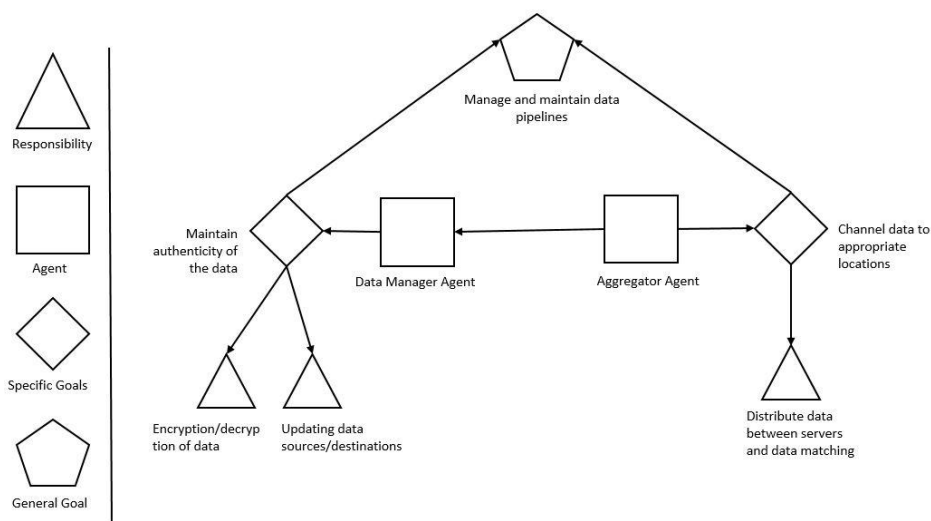 Responsibility
Agent
Specific Goals
General Goal
Manage and maintain data
pipelines
Maintain
authenticity of
the data
Data Manager Agent
Aggregator Agent
Channel data to
appropriate
locations
Encryption/decryp
tion of data
Updating data
sources/destinations
Distribute data
between servers
and data matching